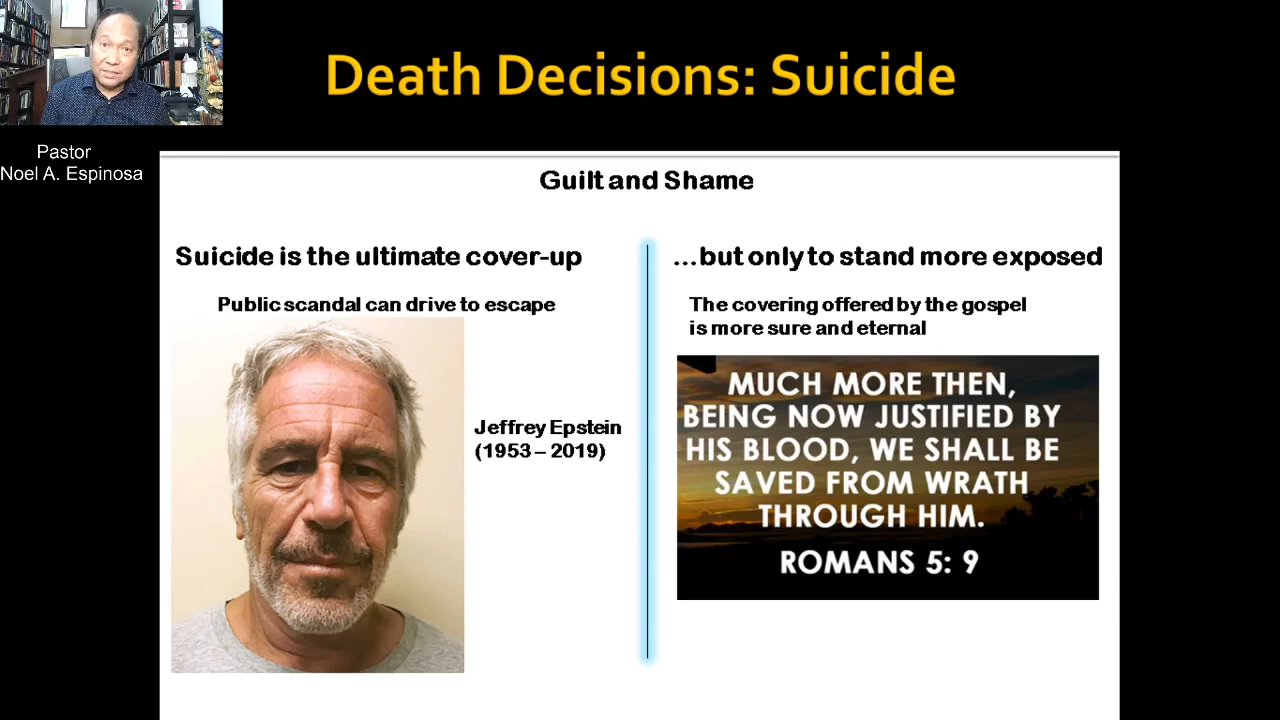 Death Decisions: Suicide
Pastor
Noel A. Espinosa
Guilt and Shame
Suicide is the ultimate cover-up
Public scandal can drive to escape
Jeffrey Epstein
(1953 – 2019)
...but only to stand more exposed
The covering offered by the gospel
is more sure and eternal
MUCH MORE THEN,
BEING NOW JUSTIFIED BY
HIS BLOOD, WE SHALL BE
SAVED FROM WRATH
THROUGH HIM.
ROMANS 5: 9